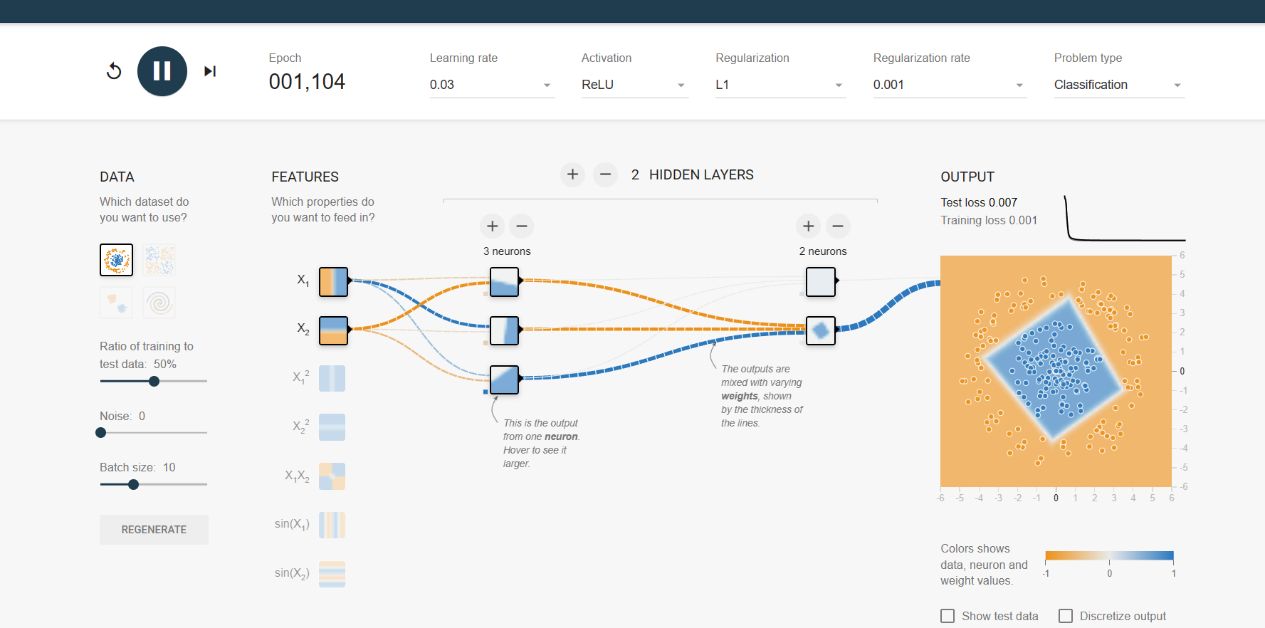 Epoch
001,104
Learning rate
0.03
Activation
ReLU
Regularization
L1
Regularization rate
0.001
Problem type
Classification
DATA
Which dataset do
you want to use?
Ratio of training to
test data: 50%
Noise: 0
Batch size: 10
REGENERATE
FEATURES
Which properties do
you want to feed in?
X1
X2
X1²
X2²
X1X2
sin(X1)
sin(X2)
+ − 2 HIDDEN LAYERS
+ −
3 neurons
+ −
2 neurons
This is the output
from one neuron.
Hover to see it
larger.
The outputs are
mixed with varying
weights, shown
by the thickness of
the lines.
OUTPUT
Test loss 0.007
Training loss 0.001
6
5
4
3
2
1
0
-1
-2
-3
-4
-5
-6
-6 -5 -4 -3 -2 -1 0 1 2 3 4 5 6
Colors shows
data, neuron and
weight values.
-1 0 1
Show test data
Discretize output